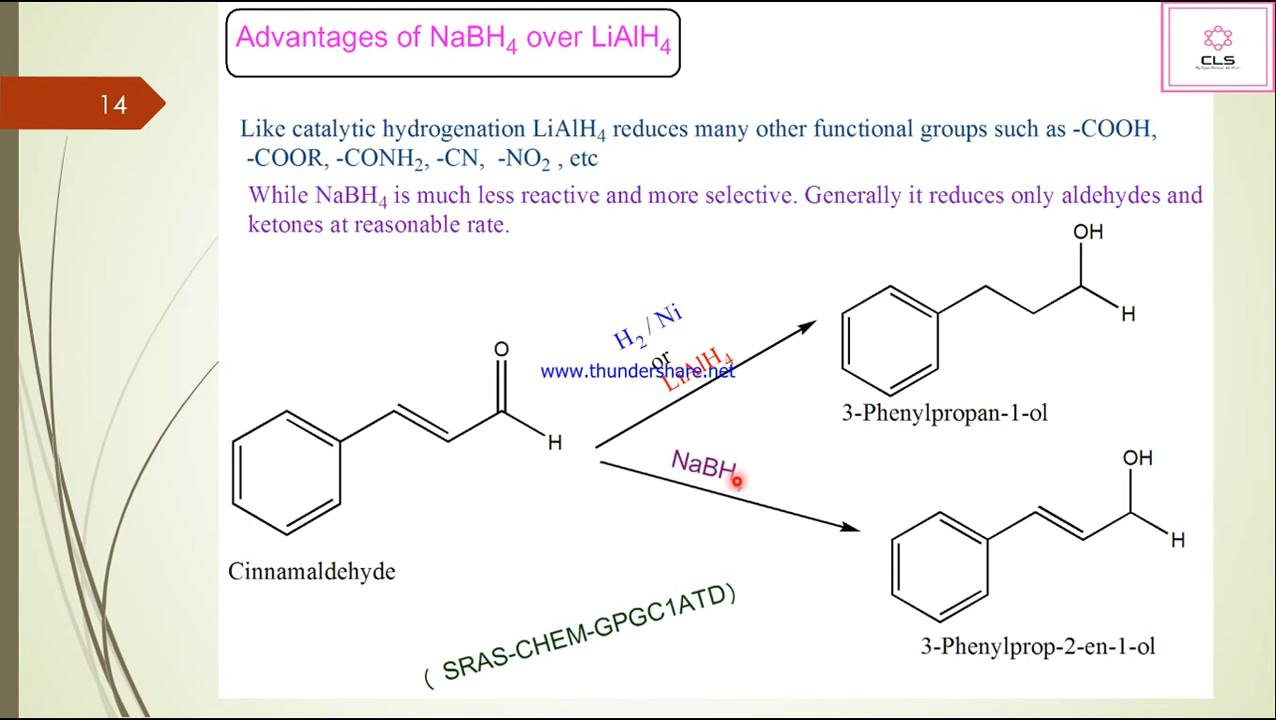 Advantages of NaBH4 over LiAlH4
CLS
14
Like catalytic hydrogenation LiAlH4 reduces many other functional groups such as -COOH,
-COOR, -CONH2, -CN, -NO2 , etc
While NaBH4 is much less reactive and more selective. Generally it reduces only aldehydes and
ketones at reasonable rate.
OH
H
H2 / Ni
or
LiAlH4
www.thundershare.net
3-Phenylpropan-1-ol
O
H
NaBH
OH
H
Cinnamaldehyde
3-Phenylprop-2-en-1-ol
( SRAS-CHEM-GPGC1ATD)